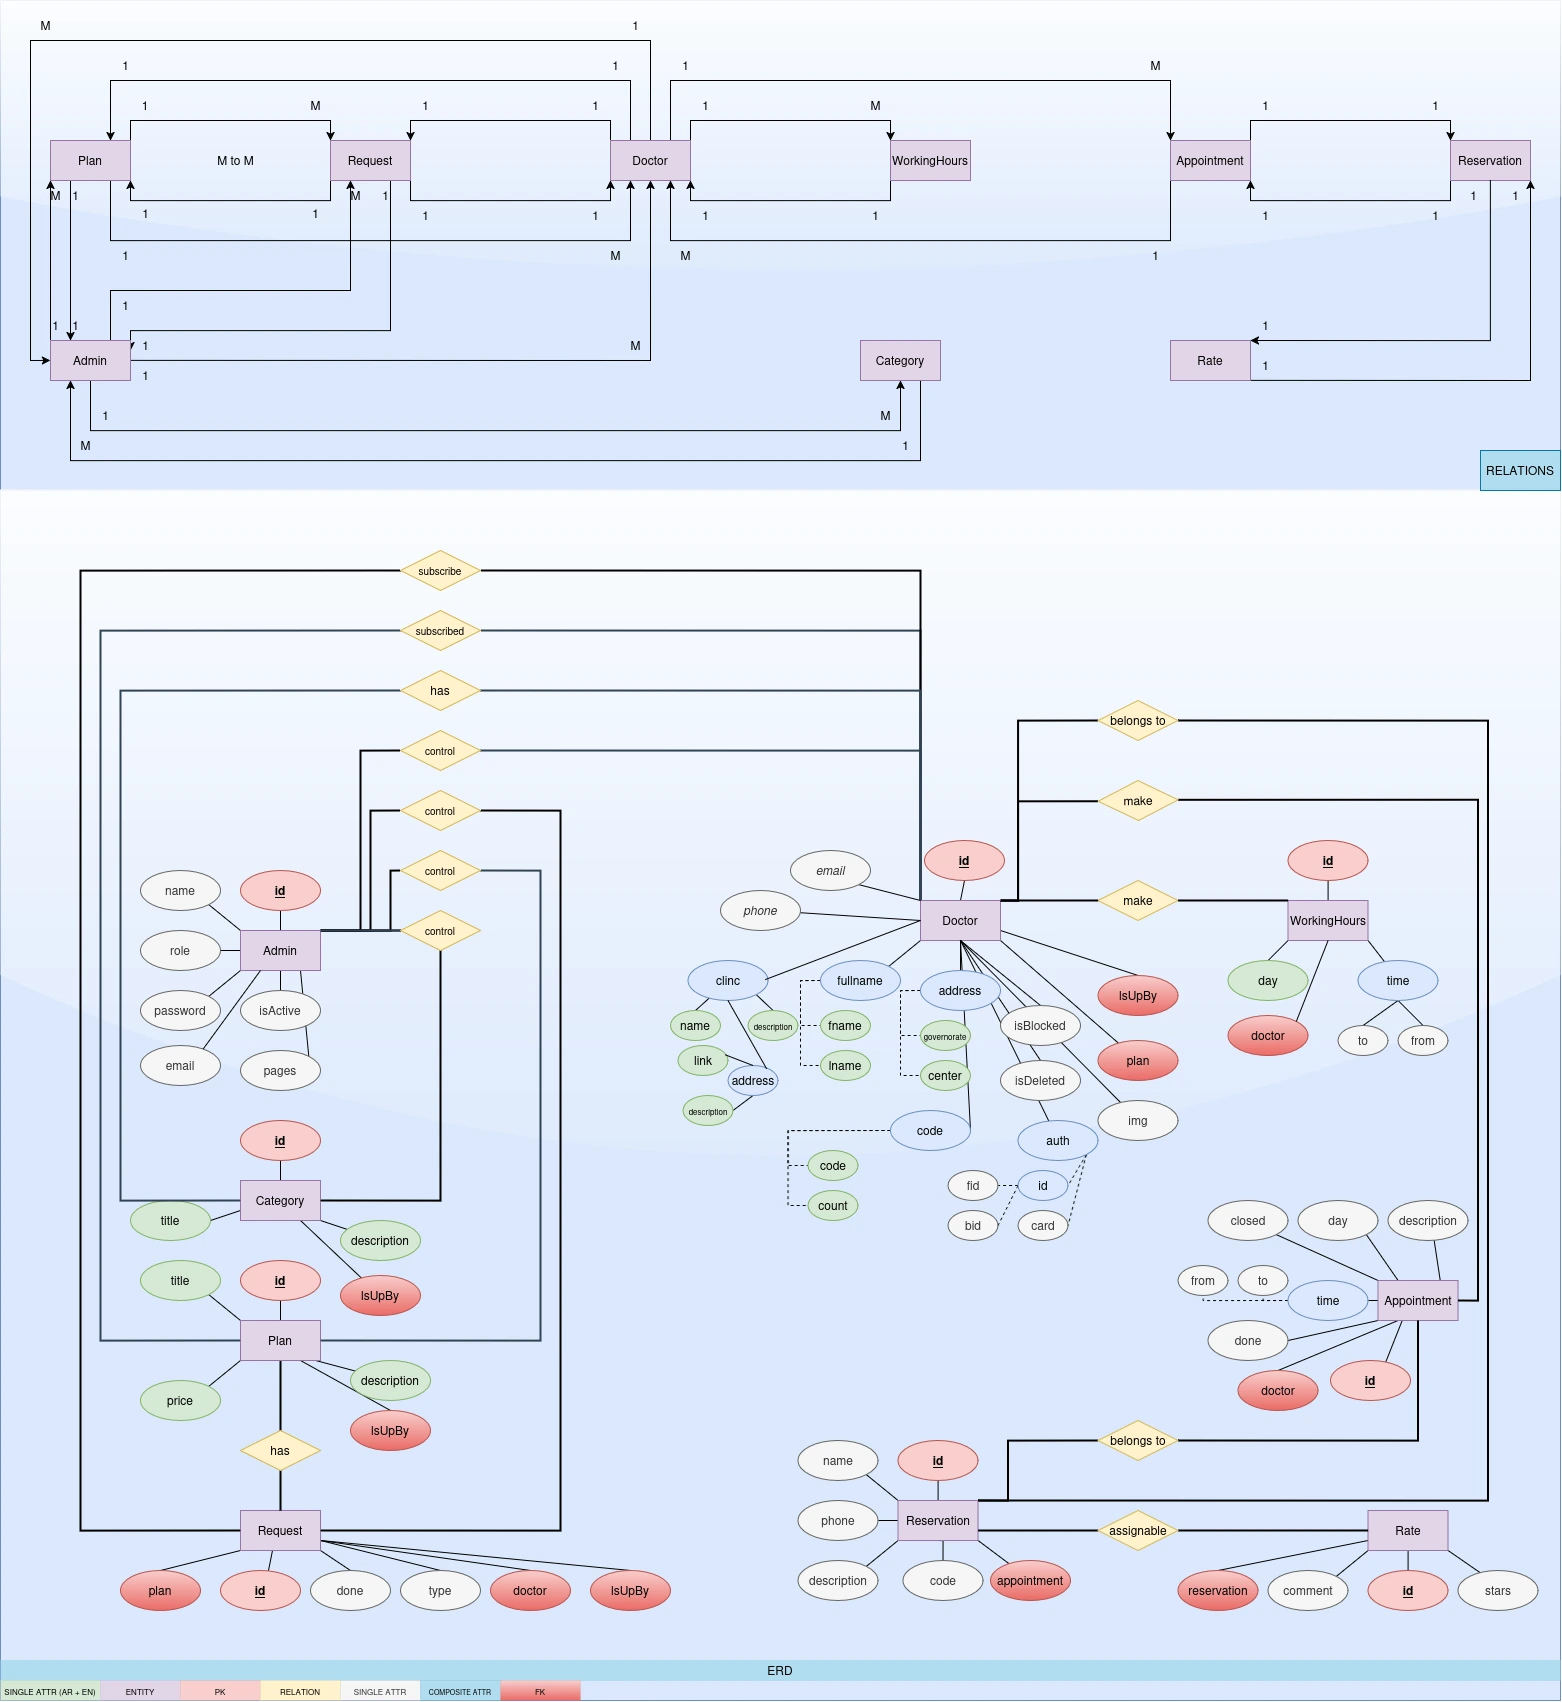 M 1
1 1 1 M
1 M 1 1 1 M 1 1
Plan M to M Request Doctor WorkingHours Appointment Reservation
M 1 M 1 1 1
1 1 1 1 1 1 1 1
1 M M 1
1
1 1 1
1 M
Admin Category Rate
1 1
1 M
M 1
RELATIONS
subscribe
subscribed
has
belongs to
control
make
control
id id
email control
name id make
phone Doctor WorkingHours
control
role Admin
clinc fullname address day time
IsUpBy
password isActive
name description fname isBlocked
governorate doctor
to from
link lname plan
email pages address center isDeleted
description
img
id code auth
code
fid id
Category count
title closed day description
bid card
description
title id from to
IsUpBy time Appointment
Plan done
description id
price doctor
IsUpBy
belongs to
has
name id
phone Reservation
Request assignable Rate
description code appointment
plan id done type doctor IsUpBy reservation comment id stars
ERD
SINGLE ATTR (AR + EN) ENTITY PK RELATION SINGLE ATTR COMPOSITE ATTR FK